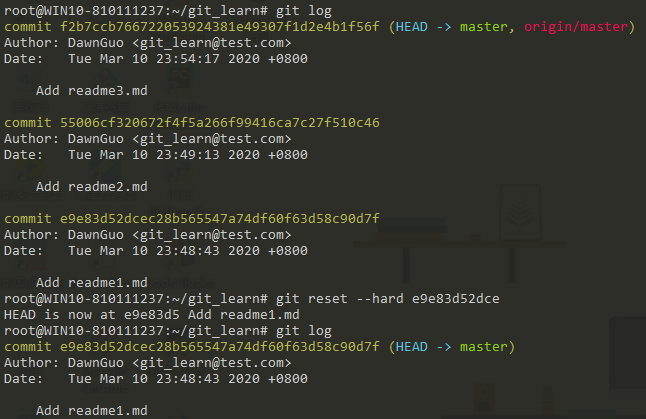 root@WIN10-810111237:~/git_learn# git log
commit f2b7ccb766722053924381e49307f1d2e4b1f56f (HEAD -> master, origin/master)
Author: DawnGuo <git_learn@test.com>
Date:   Tue Mar 10 23:54:17 2020 +0800
    Add readme3.md
commit 55006cf320672f4f5a266f99416ca7c27f510c46
Author: DawnGuo <git_learn@test.com>
Date:   Tue Mar 10 23:49:13 2020 +0800
    Add readme2.md
commit e9e83d52dcec28b565547a74df60f63d58c90d7f
Author: DawnGuo <git_learn@test.com>
Date:   Tue Mar 10 23:48:43 2020 +0800
    Add readme1.md
root@WIN10-810111237:~/git_learn# git reset --hard e9e83d52dce
HEAD is now at e9e83d5 Add readme1.md
root@WIN10-810111237:~/git_learn# git log
commit e9e83d52dcec28b565547a74df60f63d58c90d7f (HEAD -> master)
Author: DawnGuo <git_learn@test.com>
Date:   Tue Mar 10 23:48:43 2020 +0800
    Add readme1.md